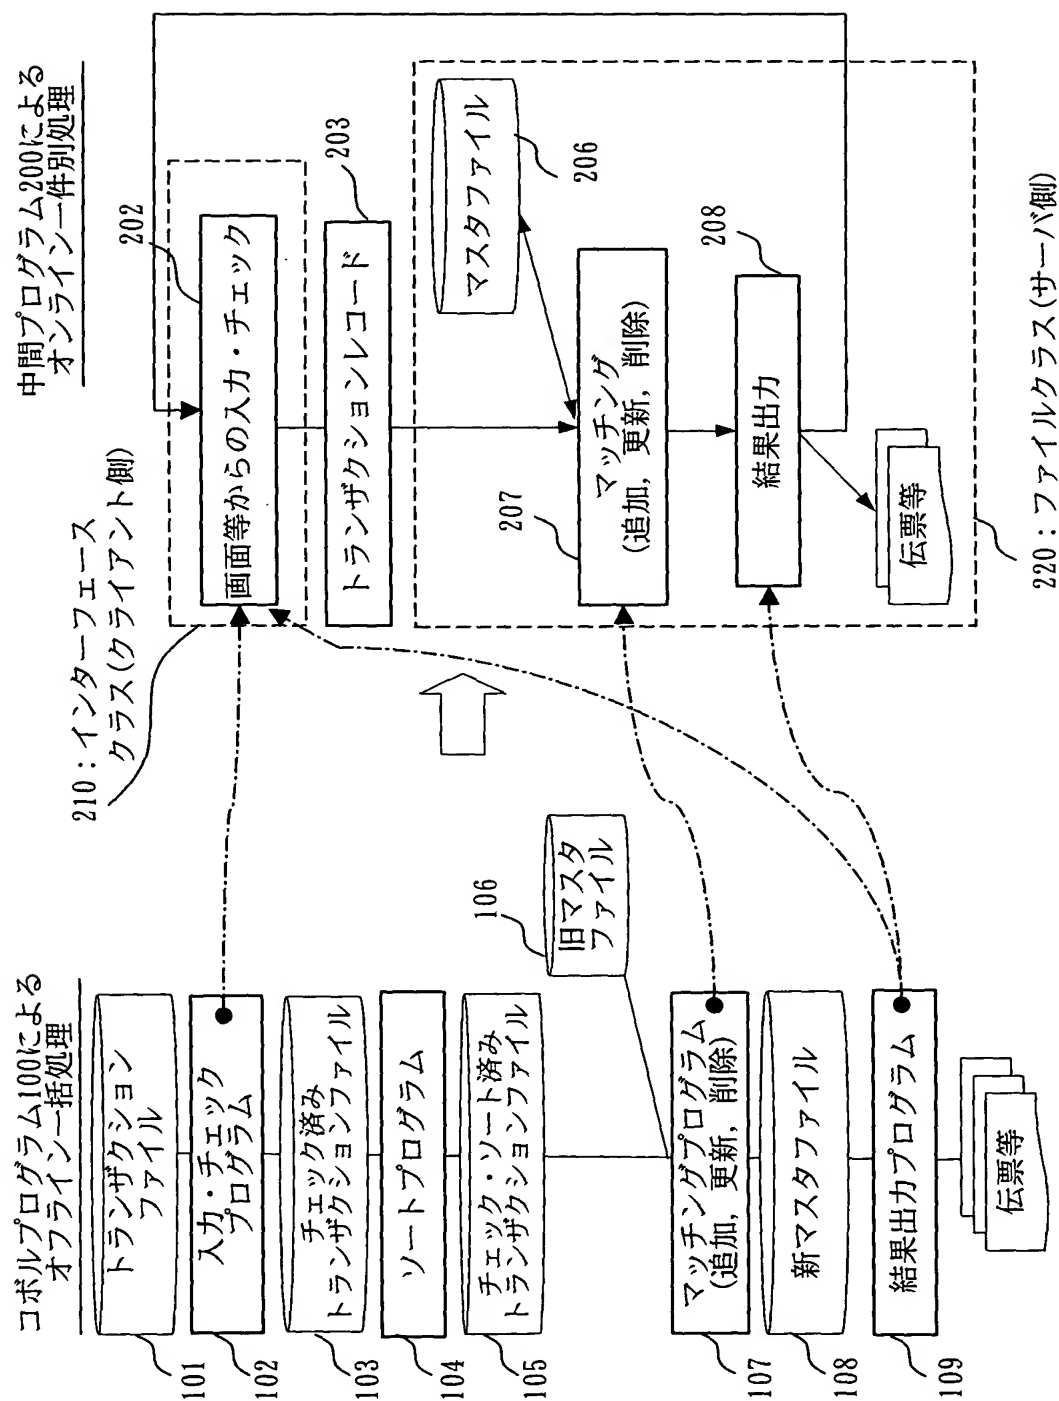 コボルプログラム100による
オフライン一括処理
トランザクション
ファイル
101
入力・チェック
プログラム
102
チェック済み
トランザクションファイル
103
ソートプログラム
104
チェック・ソート済み
トランザクションファイル
105
旧マスタ
ファイル
106
マッチングプログラム
(追加, 更新, 削除)
107
新マスタファイル
108
結果出力プログラム
109
伝票等
中間プログラム200による
オンライン一件別処理
210：インターフェース
クラス(クライアント側)
202
画面等からの入力・チェック
203
トランザクションレコード
マスタファイル
206
207
マッチング
(追加, 更新, 削除)
208
結果出力
伝票等
220：ファイルクラス(サーバ側)